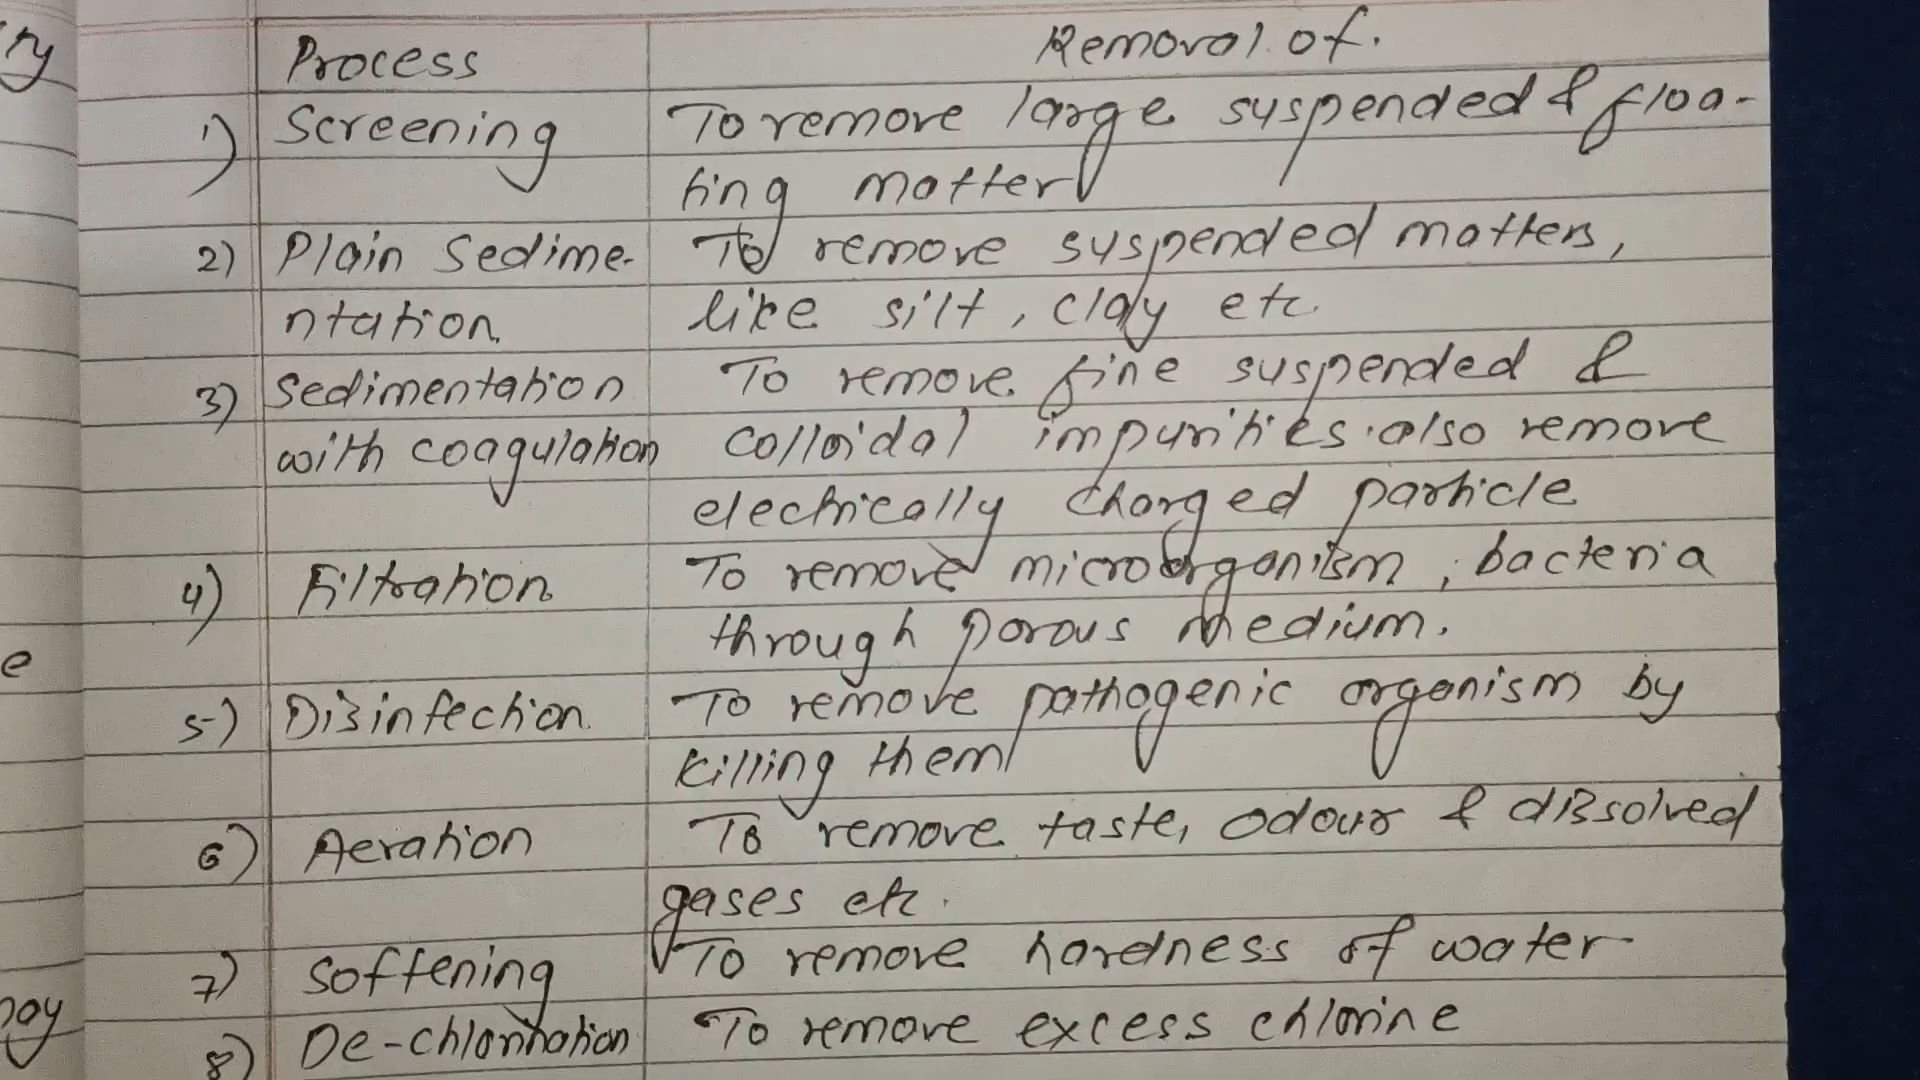 Process Removal of.
1) Screening To remove large suspended & floa-
ting matter
2) Plain Sedime- To remove suspended matters,
ntation. like silt, clay etc.
3) Sedimentation To remove fine suspended &
with coagulation colloidal impurities. also remove
electrically charged particle
4) Filtration To remove microorganism, bacteria
through porous medium.
5) Disinfection. To remove pathogenic organism by
killing them
6) Aeration To remove taste, odour & dissolved
gases etc.
7) Softening To remove hardness of water
8) De-chlorination To remove excess chlorine